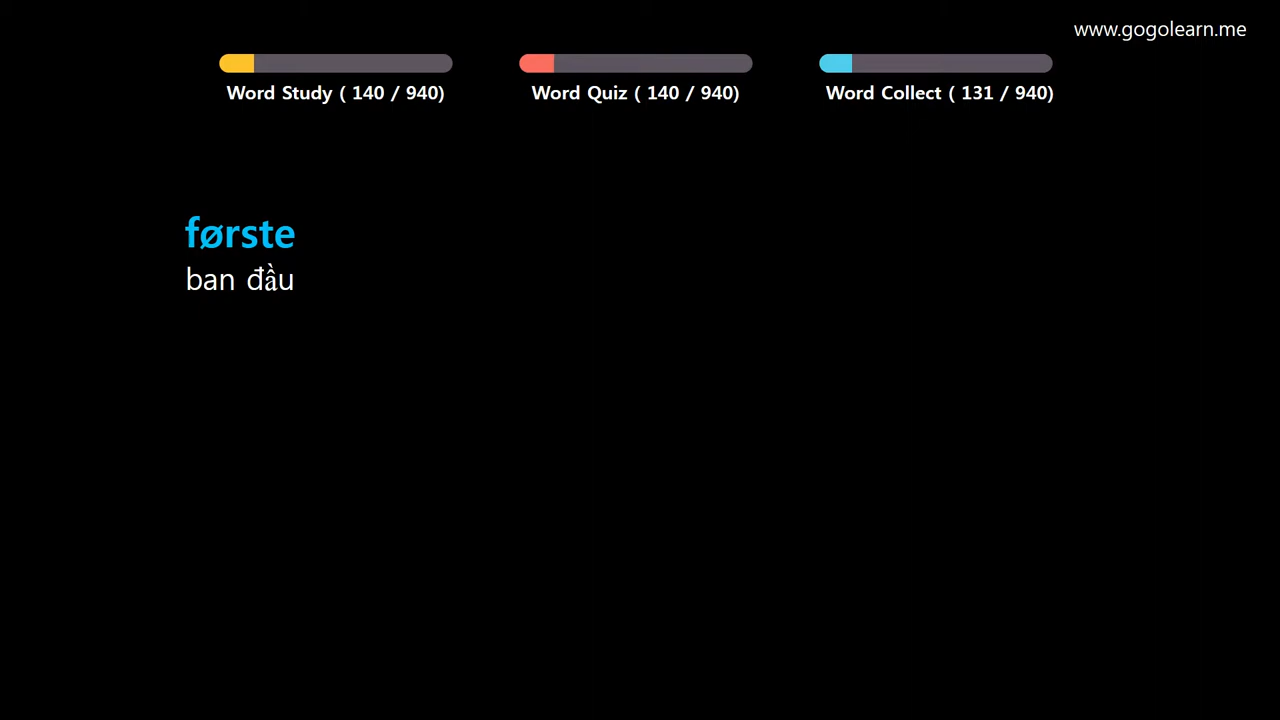 www.gogolearn.me
Word Study ( 140 / 940)
Word Quiz ( 140 / 940)
Word Collect ( 131 / 940)
første
ban đầu